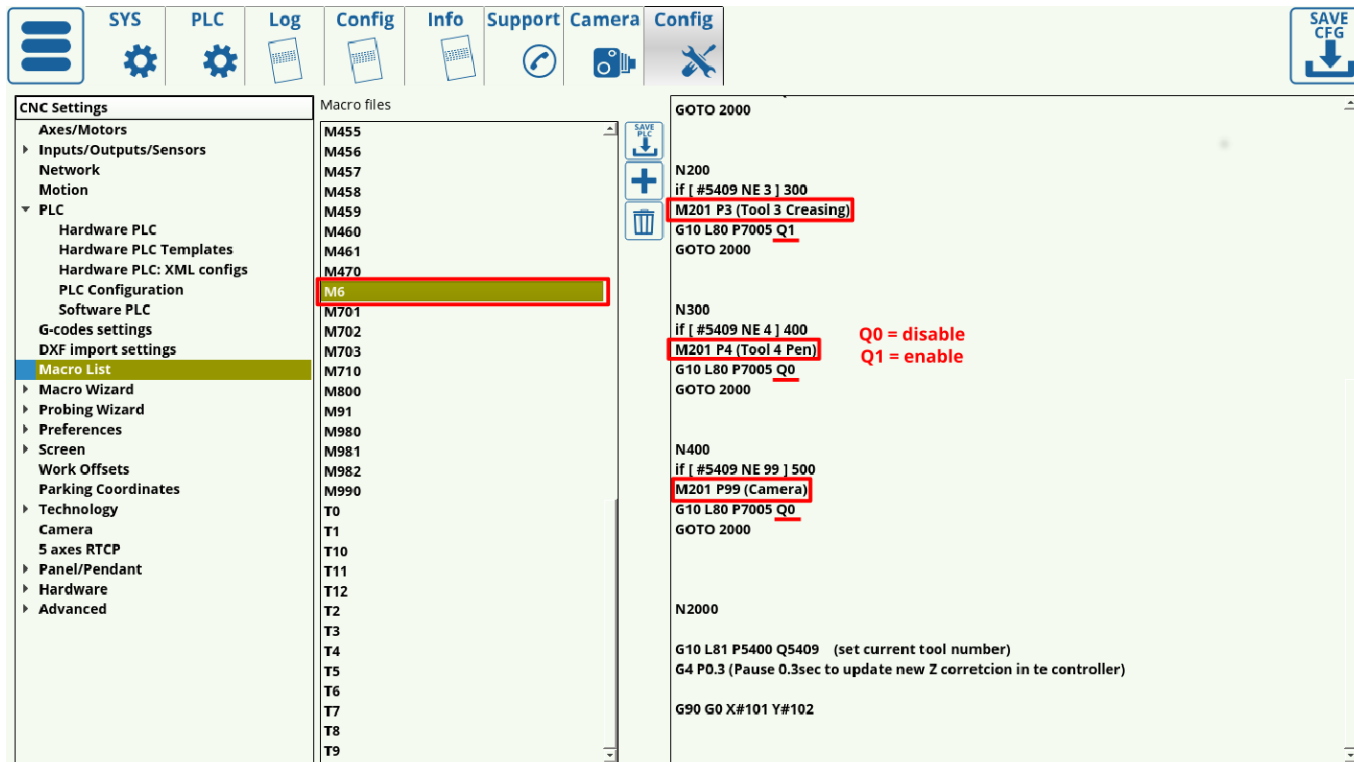 SYS PLC Log Config Info Support Camera Config
SAVE
CFG
CNC Settings
Axes/Motors
Inputs/Outputs/Sensors
Network
Motion
PLC
Hardware PLC
Hardware PLC Templates
Hardware PLC: XML configs
PLC Configuration
Software PLC
G-codes settings
DXF import settings
Macro List
Macro Wizard
Probing Wizard
Preferences
Screen
Work Offsets
Parking Coordinates
Technology
Camera
5 axes RTCP
Panel/Pendant
Hardware
Advanced
Macro files
M455
M456
M457
M458
M459
M460
M461
M470
M6
M701
M702
M703
M710
M800
M91
M980
M981
M982
M990
T0
T1
T10
T11
T12
T2
T3
T4
T5
T6
T7
T8
T9
SAVE
PLC
GOTO 2000
N200
if [ #5409 NE 3 ] 300
M201 P3 (Tool 3 Creasing)
G10 L80 P7005 Q1
GOTO 2000
N300
if [ #5409 NE 4 ] 400
M201 P4 (Tool 4 Pen)
G10 L80 P7005 Q0
GOTO 2000
Q0 = disable
Q1 = enable
N400
if [ #5409 NE 99 ] 500
M201 P99 (Camera)
G10 L80 P7005 Q0
GOTO 2000
N2000
G10 L81 P5400 Q5409 (set current tool number)
G4 P0.3 (Pause 0.3sec to update new Z corretcion in te controller)
G90 G0 X#101 Y#102